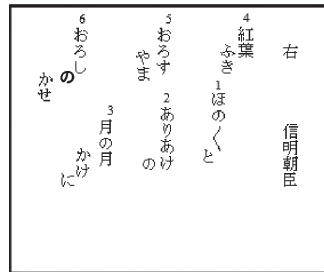 右　信明朝臣
4 紅葉
ふき
1 ほの〱
と
5 おろす
やま
2 ありあけ
の
3 月の月
かけ
に
6 おろし
の
かせ